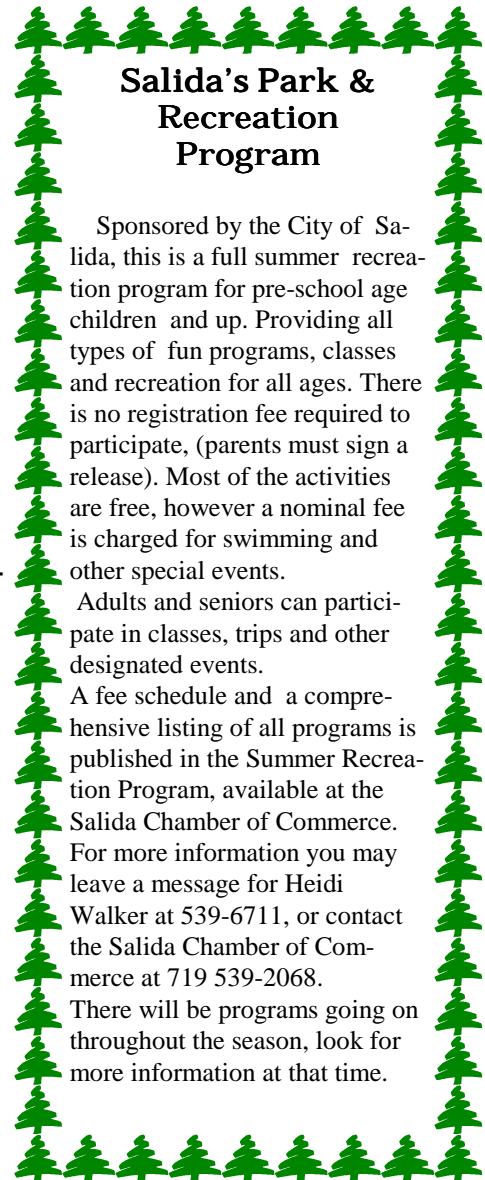 Salida's Park &
Recreation
Program
Sponsored by the City of  Sa-
lida, this is a full summer  recrea-
tion program for pre-school age
children  and up. Providing all
types of  fun programs, classes
and recreation for all ages. There
is no registration fee required to
participate, (parents must sign a
release). Most of the activities
are free, however a nominal fee
is charged for swimming and
other special events.
Adults and seniors can partici-
pate in classes, trips and other
designated events.
A fee schedule and  a compre-
hensive listing of all programs is
published in the Summer Recrea-
tion Program, available at the
Salida Chamber of Commerce.
For more information you may
leave a message for Heidi
Walker at 539-6711, or contact
the Salida Chamber of Com-
merce at 719 539-2068.
There will be programs going on
throughout the season, look for
more information at that time.